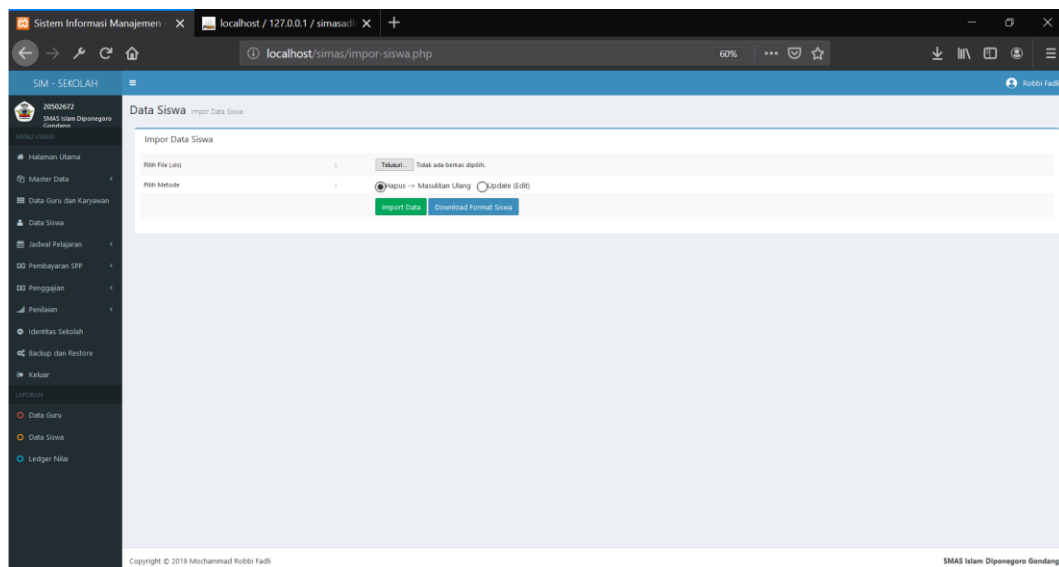 Sistem Informasi Manajemen -
localhost / 127.0.0.1 / simasadi
localhost/simas/impor-siswa.php
60%
SIM - SEKOLAH
Robbi Fadli
20502672
SMAS Islam Diponegoro
Gondang
Data Siswa Impor Data Siswa
MENU UTAMA
Impor Data Siswa
Halaman Utama
Pilih File (.xls) : Telusuri... Tidak ada berkas dipilih.
Master Data
Pilih Metode : Hapus -> Masukkan Ulang Update (Edit)
Data Guru dan Karyawan
Import Data Download Format Siswa
Data Siswa
Jadwal Pelajaran
Pembayaran SPP
Penggajian
Penilaian
Identitas Sekolah
Backup dan Restore
Keluar
LAPORAN
Data Guru
Data Siswa
Ledger Nilai
Copyright © 2019 Mochammad Robbi Fadli
SMAS Islam Diponegoro Gondang